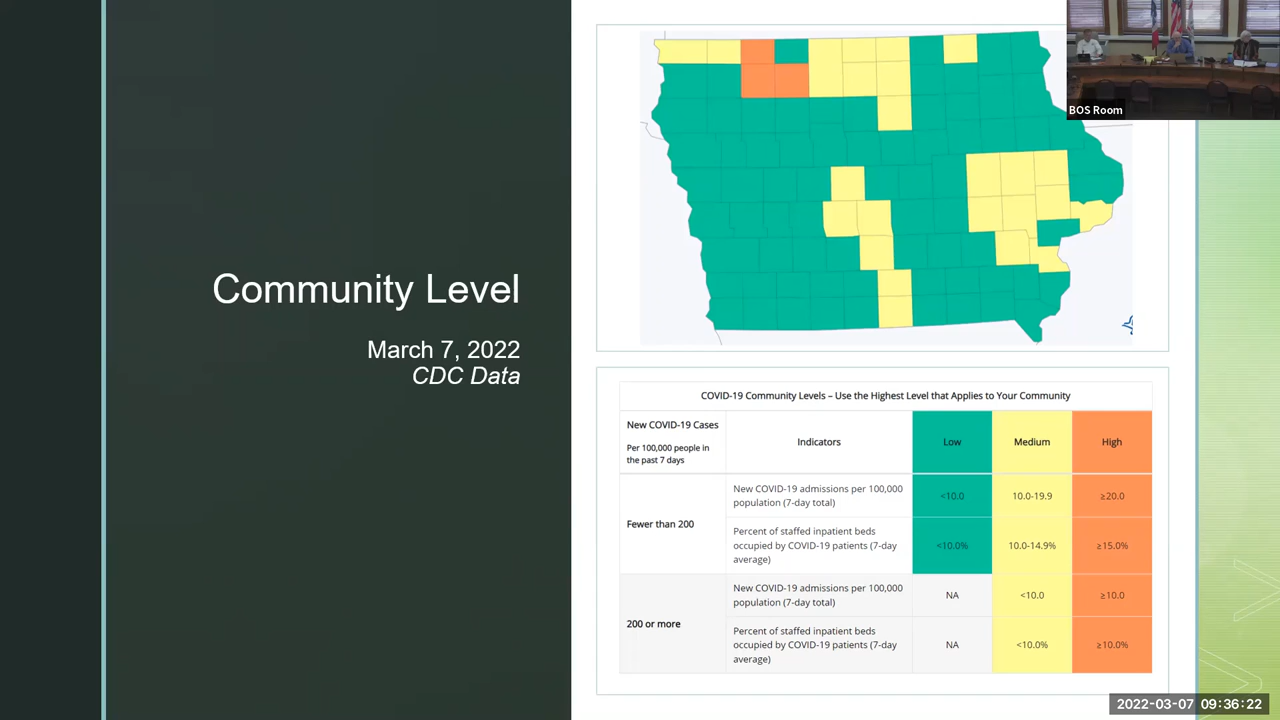 BOS Room
Community Level
March 7, 2022
CDC Data
COVID-19 Community Levels – Use the Highest Level that Applies to Your Community
New COVID-19 Cases
Per 100,000 people in
the past 7 days
Indicators
Low
Medium
High
Fewer than 200
New COVID-19 admissions per 100,000
population (7-day total)
<10.0
10.0-19.9
≥20.0
Percent of staffed inpatient beds
occupied by COVID-19 patients (7-day
average)
<10.0%
10.0-14.9%
≥15.0%
200 or more
New COVID-19 admissions per 100,000
population (7-day total)
NA
<10.0
≥10.0
Percent of staffed inpatient beds
occupied by COVID-19 patients (7-day
average)
NA
<10.0%
≥10.0%
2022-03-07 09:36:22